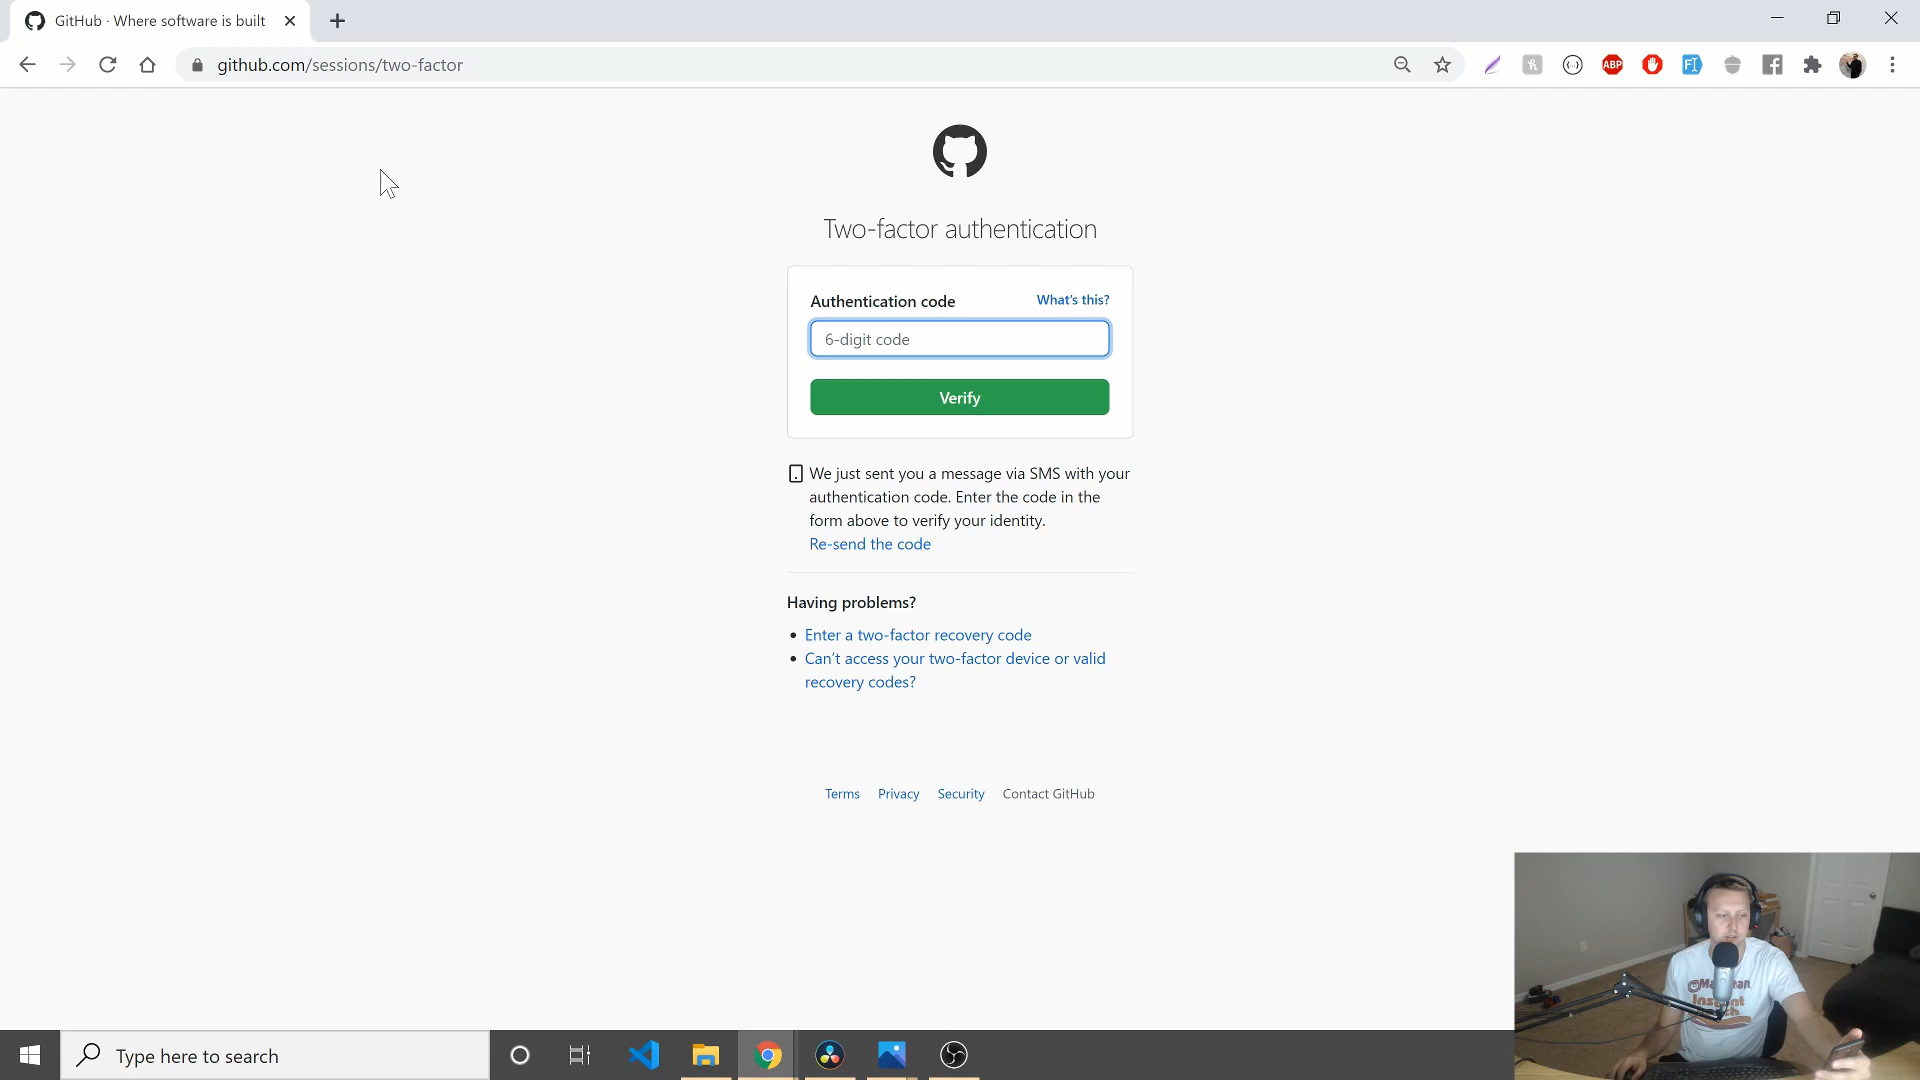 GitHub · Where software is built
github.com/sessions/two-factor
ABP
Two-factor authentication
Authentication code
What's this?
6-digit code
Verify
We just sent you a message via SMS with your
authentication code. Enter the code in the
form above to verify your identity.
Re-send the code
Having problems?
Enter a two-factor recovery code
Can't access your two-factor device or valid
recovery codes?
Terms
Privacy
Security
Contact GitHub
Type here to search